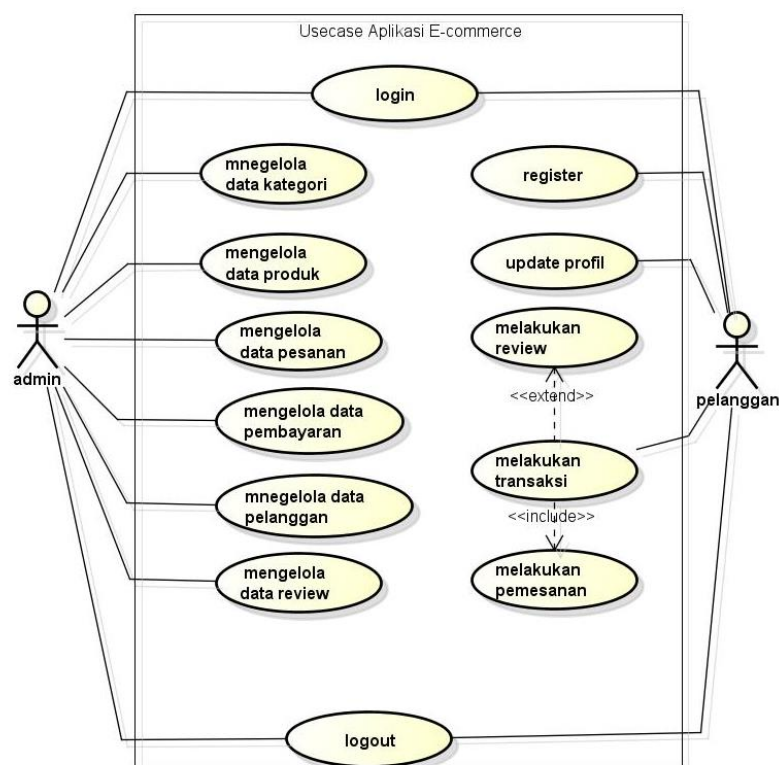 Usecase Aplikasi E-commerce
login
mnegelola
data kategori
register
mengelola
data produk
update profil
mengelola
data pesanan
melakukan
review
admin
pelanggan
<<extend>>
mengelola data
pembayaran
melakukan
transaksi
mnegelola data
pelanggan
<<include>>
mengelola
data review
melakukan
pemesanan
logout